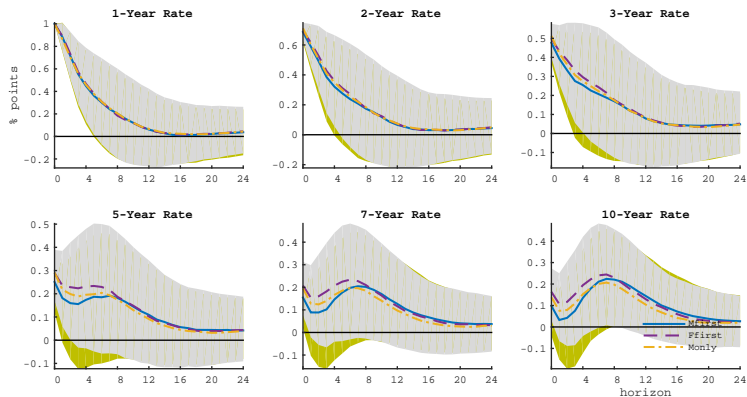 1-Year Rate
2-Year Rate
3-Year Rate
% points
1
0.8
0.6
0.4
0.2
0
-0.2
0 4 8 12 16 20 24
0.6
0.4
0.2
0
-0.2
0 4 8 12 16 20 24
0.5
0.4
0.3
0.2
0.1
0
-0.1
0 4 8 12 16 20 24
5-Year Rate
7-Year Rate
10-Year Rate
0.5
0.4
0.3
0.2
0.1
0
-0.1
0 4 8 12 16 20 24
0.4
0.3
0.2
0.1
0
-0.1
0 4 8 12 16 20 24
0.4
0.3
0.2
0.1
0
-0.1
0 4 8 12 16 20 24
Mfirst
Ffirst
Monly
horizon